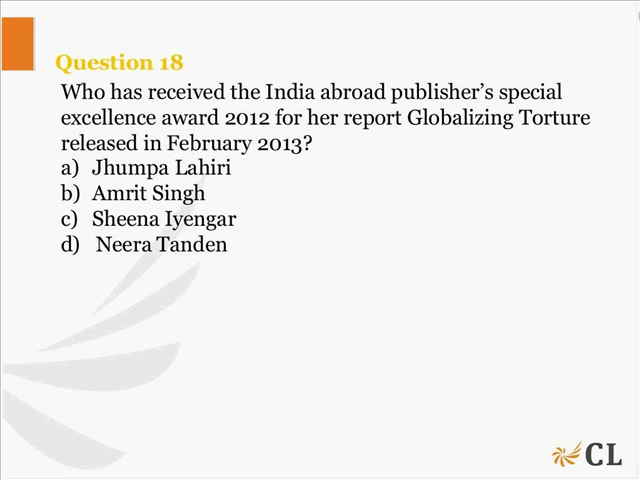 Question 18
Who has received the India abroad publisher's special
excellence award 2012 for her report Globalizing Torture
released in February 2013?
a) Jhumpa Lahiri
b) Amrit Singh
c) Sheena Iyengar
d) Neera Tanden
CL